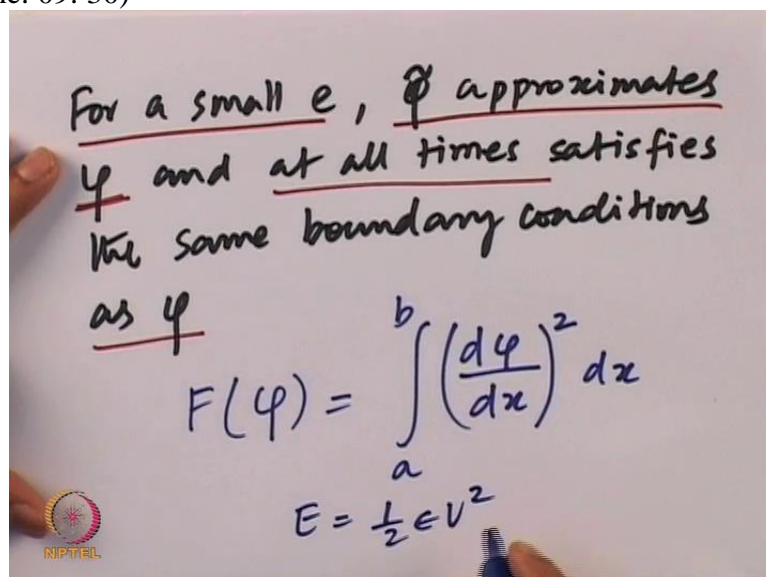 For a small e, φ̃ approximates
φ and at all times satisfies
the same boundary conditions
as φ
F(φ) = ∫_a^b (dφ/dx)² dx
E = ½ ∈ V²
NPTEL